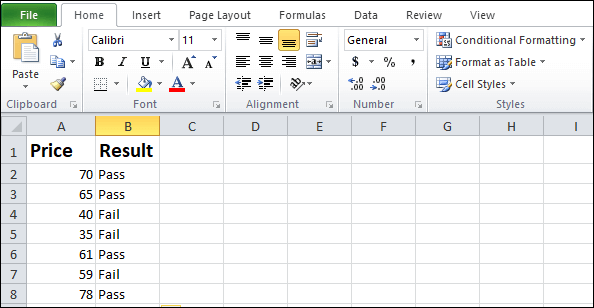 File Home Insert Page Layout Formulas Data Review View
Calibri 11 A A General Conditional Formatting
Paste B I U A $ % , Format as Table
.0 .00 .00 .0 Cell Styles
Clipboard Font Alignment Number Styles
A B C D E F G H I
1 Price Result
2 70 Pass
3 65 Pass
4 40 Fail
5 35 Fail
6 61 Pass
7 59 Fail
8 78 Pass